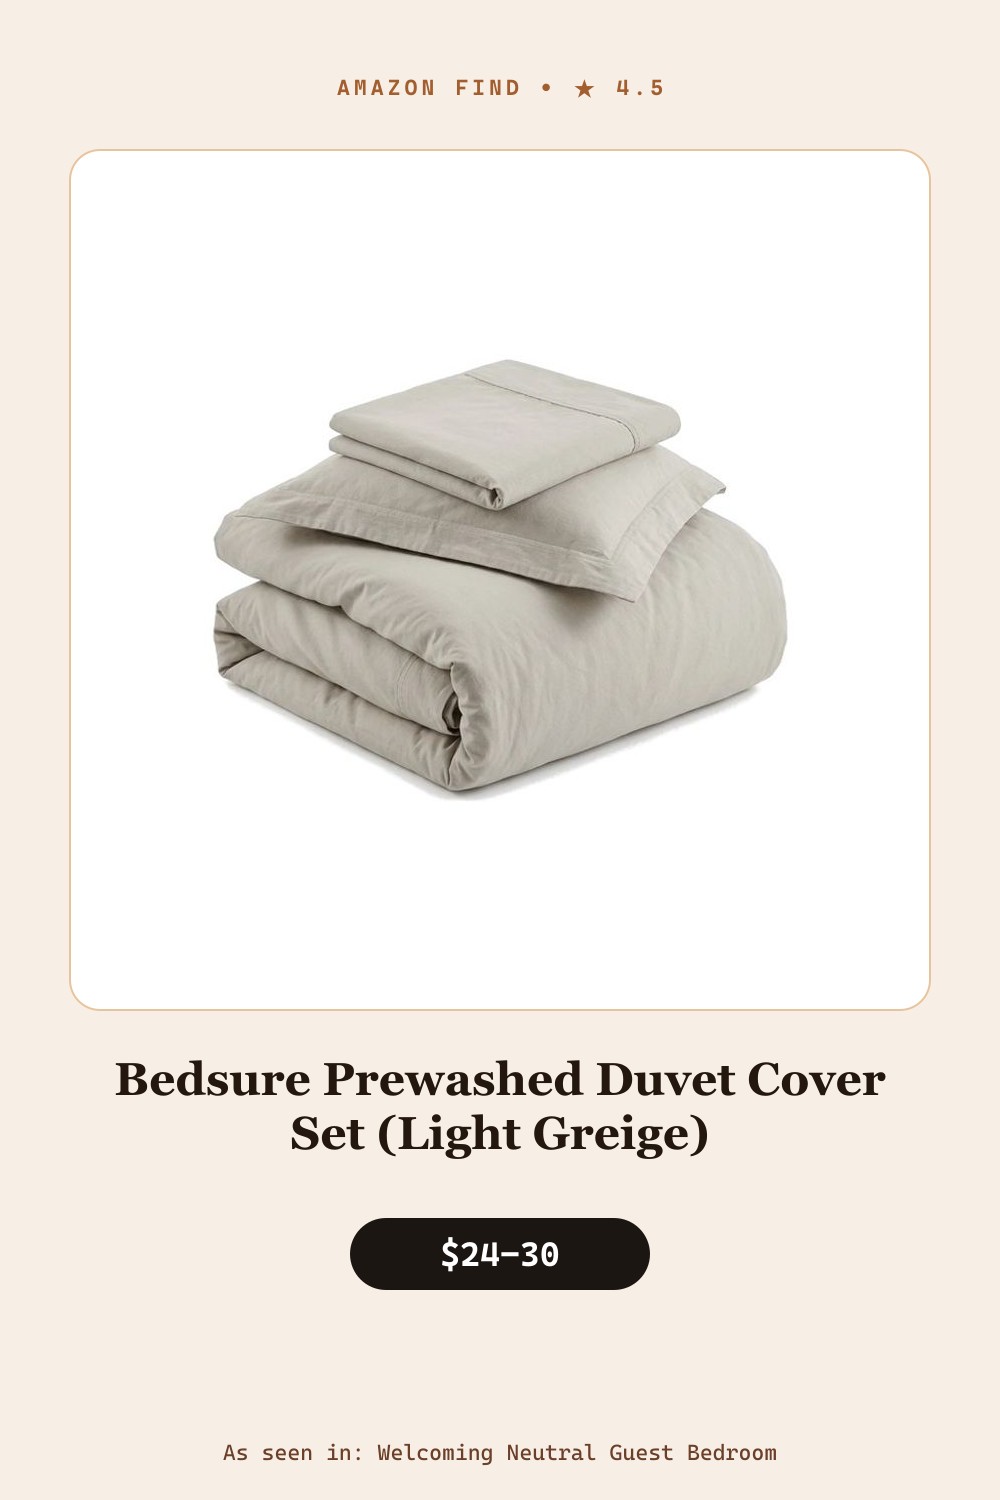 AMAZON FIND • ★ 4.5
Bedsure Prewashed Duvet Cover
Set (Light Greige)
$24–30
As seen in: Welcoming Neutral Guest Bedroom